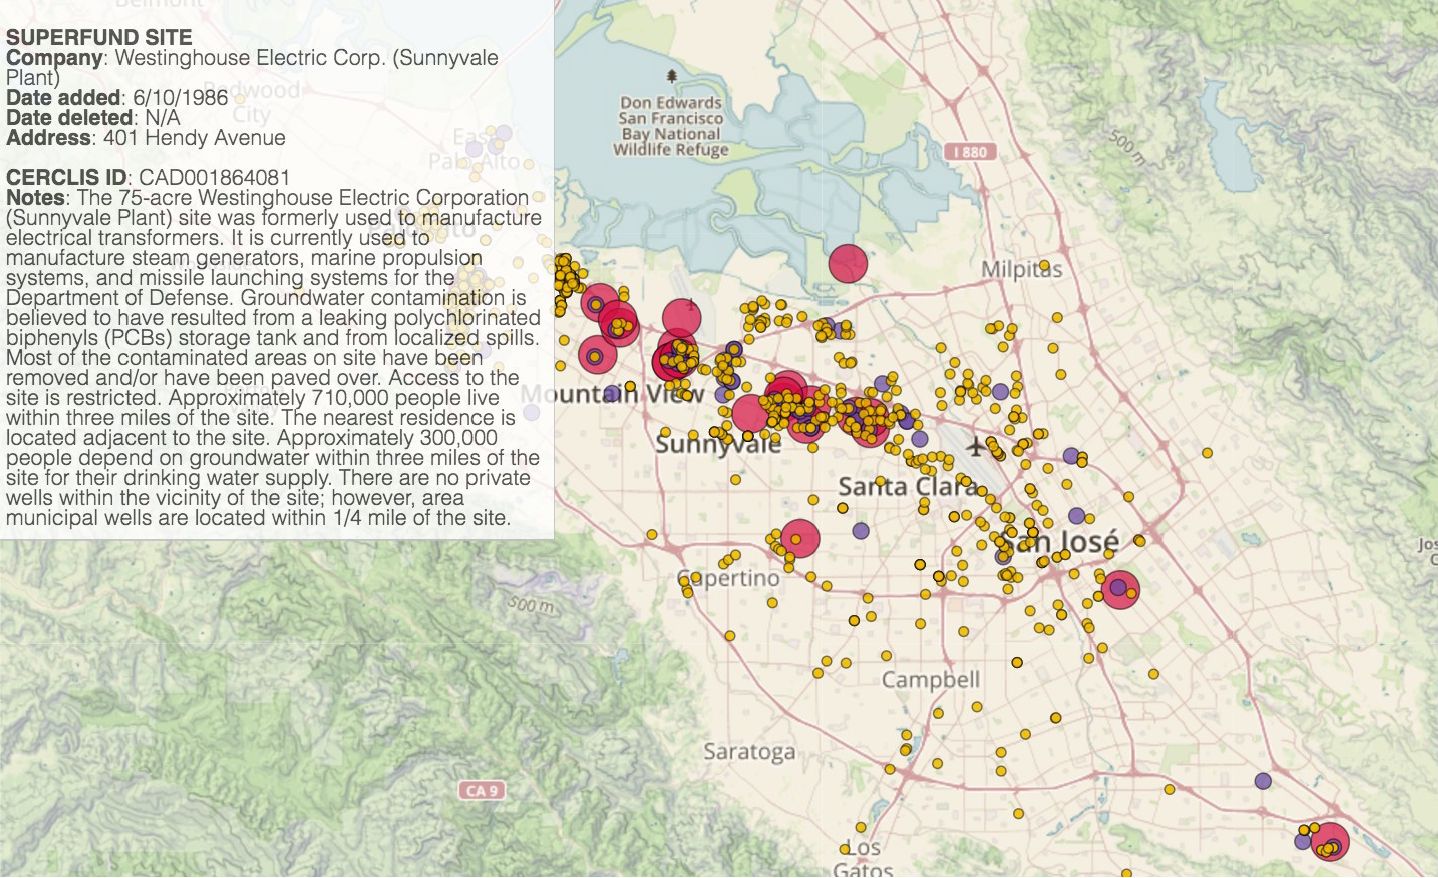 Belmont
SUPERFUND SITE
Company: Westinghouse Electric Corp. (Sunnyvale
Plant)
Date added: 6/10/1986
Date deleted: N/A
Address: 401 Hendy Avenue
CERCLIS ID: CAD001864081
Notes: The 75-acre Westinghouse Electric Corporation
(Sunnyvale Plant) site was formerly used to manufacture
electrical transformers. It is currently used to
manufacture steam generators, marine propulsion
systems, and missile launching systems for the
Department of Defense. Groundwater contamination is
believed to have resulted from a leaking polychlorinated
biphenyls (PCBs) storage tank and from localized spills.
Most of the contaminated areas on site have been
removed and/or have been paved over. Access to the
site is restricted. Approximately 710,000 people live
within three miles of the site. The nearest residence is
located adjacent to the site. Approximately 300,000
people depend on groundwater within three miles of the
site for their drinking water supply. There are no private
wells within the vicinity of the site; however, area
municipal wells are located within 1/4 mile of the site.
Redwood
City
East
Palo Alto
Palo Alto
Don Edwards
San Francisco
Bay National
Wildlife Refuge
I 880
500 m
Milpitas
Mountain View
Sunnyvale
Santa Clara
San José
Cupertino
500 m
Campbell
Saratoga
CA 9
Los
Gatos